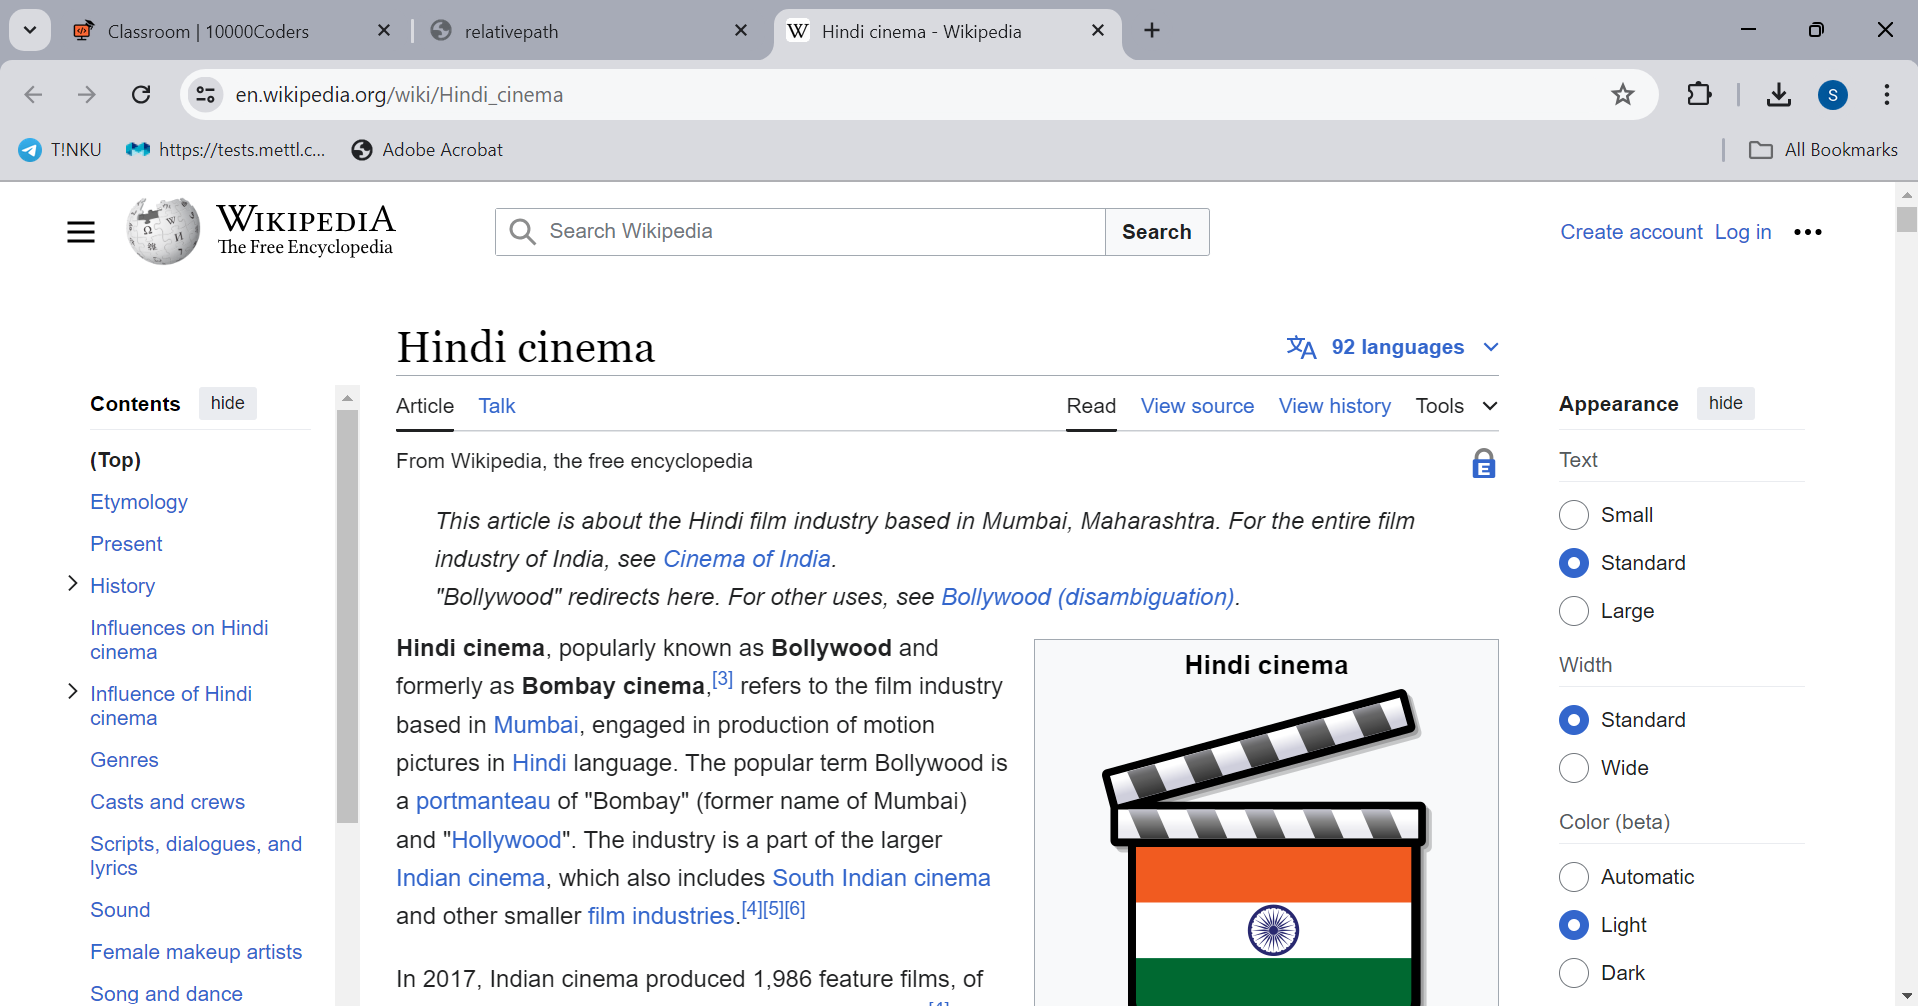 Classroom | 10000Coders
relativepath
Hindi cinema - Wikipedia
en.wikipedia.org/wiki/Hindi_cinema
S
T!NKU
https://tests.mettl.c...
Adobe Acrobat
All Bookmarks
WIKIPEDIA
The Free Encyclopedia
Search Wikipedia
Search
Create account
Log in
Hindi cinema
92 languages
Contents
hide
Article
Talk
Read
View source
View history
Tools
Appearance
hide
(Top)
Etymology
Present
History
Influences on Hindi
cinema
Influence of Hindi
cinema
Genres
Casts and crews
Scripts, dialogues, and
lyrics
Sound
Female makeup artists
Song and dance
From Wikipedia, the free encyclopedia
E
This article is about the Hindi film industry based in Mumbai, Maharashtra. For the entire film
industry of India, see Cinema of India.
"Bollywood" redirects here. For other uses, see Bollywood (disambiguation).
Hindi cinema, popularly known as Bollywood and
formerly as Bombay cinema,[3] refers to the film industry
based in Mumbai, engaged in production of motion
pictures in Hindi language. The popular term Bollywood is
a portmanteau of "Bombay" (former name of Mumbai)
and "Hollywood". The industry is a part of the larger
Indian cinema, which also includes South Indian cinema
and other smaller film industries.[4][5][6]
In 2017, Indian cinema produced 1,986 feature films, of
Hindi cinema
Text
Small
Standard
Large
Width
Standard
Wide
Color (beta)
Automatic
Light
Dark